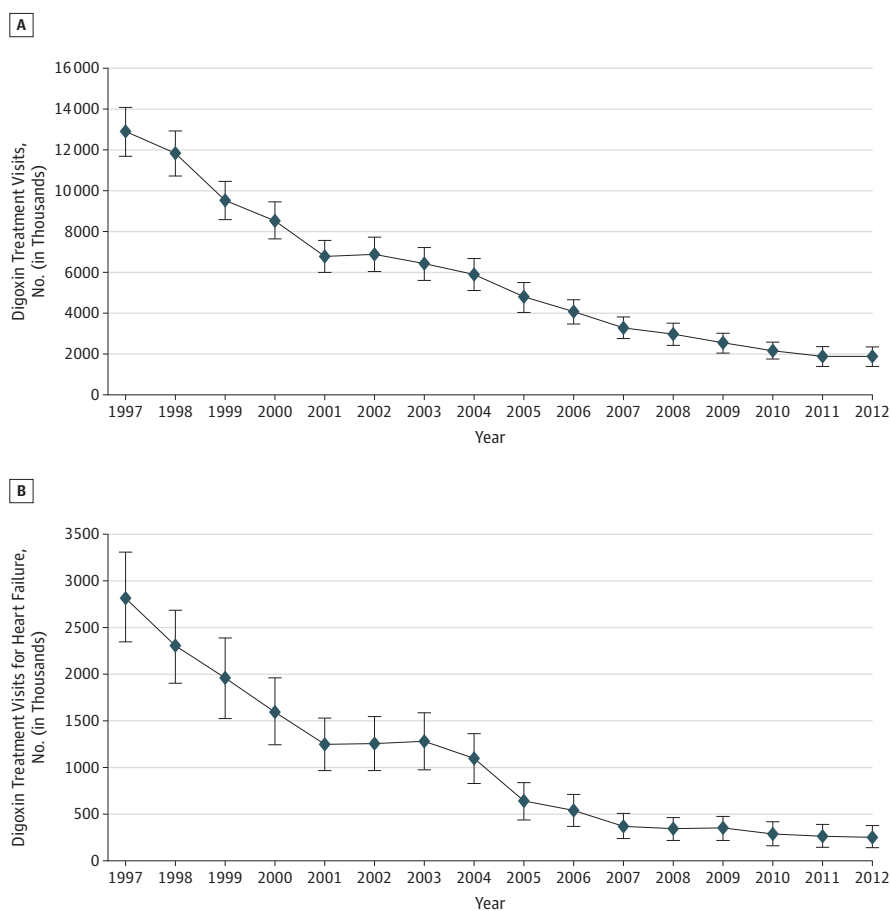 A
Digoxin Treatment Visits,
No. (in Thousands)
16 000
14 000
12 000
10 000
8000
6000
4000
2000
0
1997 1998 1999 2000 2001 2002 2003 2004 2005 2006 2007 2008 2009 2010 2011 2012
Year
B
Digoxin Treatment Visits for Heart Failure,
No. (in Thousands)
3500
3000
2500
2000
1500
1000
500
0
1997 1998 1999 2000 2001 2002 2003 2004 2005 2006 2007 2008 2009 2010 2011 2012
Year